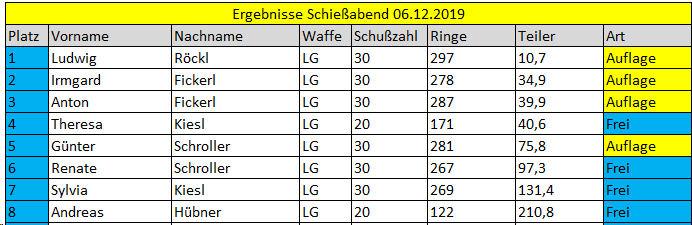 Ergebnisse Schießabend 06.12.2019
Platz Vorname Nachname Waffe Schußzahl Ringe Teiler Art
1 Ludwig Röckl LG 30 297 10,7 Auflage
2 Irmgard Fickerl LG 30 278 34,9 Auflage
3 Anton Fickerl LG 30 287 39,9 Auflage
4 Theresa Kiesl LG 20 171 40,6 Frei
5 Günter Schroller LG 30 281 75,8 Auflage
6 Renate Schroller LG 30 267 97,3 Frei
7 Sylvia Kiesl LG 30 269 131,4 Frei
8 Andreas Hübner LG 20 122 210,8 Frei